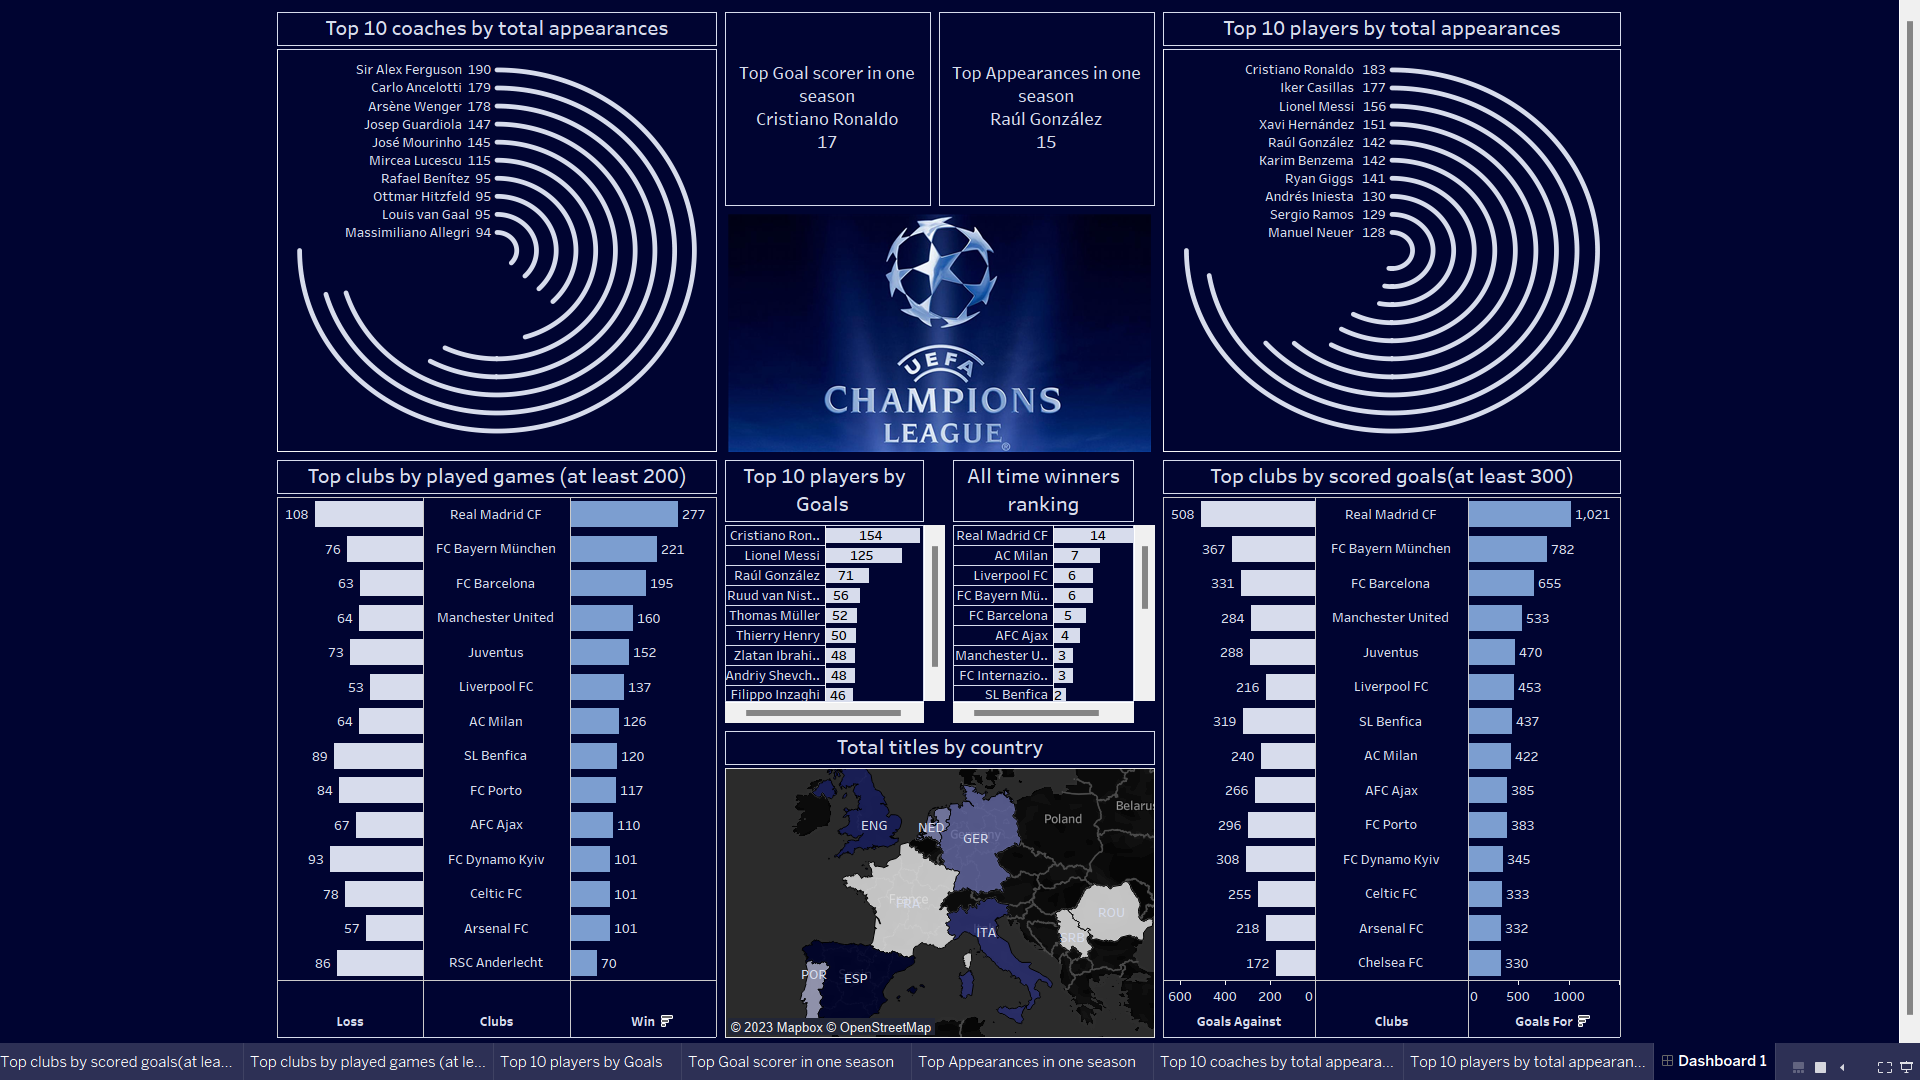 Top 10 coaches by total appearances
Sir Alex Ferguson 190
Carlo Ancelotti 179
Arsène Wenger 178
Josep Guardiola 147
José Mourinho 145
Mircea Lucescu 115
Rafael Benítez 95
Ottmar Hitzfeld 95
Louis van Gaal 95
Massimiliano Allegri 94
Top Goal scorer in one
season
Cristiano Ronaldo
17
Top Appearances in one
season
Raúl González
15
UEFA
CHAMPIONS
LEAGUE®
Top 10 players by total appearances
Cristiano Ronaldo 183
Iker Casillas 177
Lionel Messi 156
Xavi Hernández 151
Raúl González 142
Karim Benzema 142
Ryan Giggs 141
Andrés Iniesta 130
Sergio Ramos 129
Manuel Neuer 128
Top clubs by played games (at least 200)
108 Real Madrid CF 277
76 FC Bayern München 221
63 FC Barcelona 195
64 Manchester United 160
73 Juventus 152
53 Liverpool FC 137
64 AC Milan 126
89 SL Benfica 120
84 FC Porto 117
67 AFC Ajax 110
93 FC Dynamo Kyiv 101
78 Celtic FC 101
57 Arsenal FC 101
86 RSC Anderlecht 70
Loss Clubs Win
Top 10 players by
Goals
Cristiano Ron.. 154
Lionel Messi 125
Raúl González 71
Ruud van Nist.. 56
Thomas Müller 52
Thierry Henry 50
Zlatan Ibrahi.. 48
Andriy Shevch.. 48
Filippo Inzaghi 46
All time winners
ranking
Real Madrid CF 14
AC Milan 7
Liverpool FC 6
FC Bayern Mü.. 6
FC Barcelona 5
AFC Ajax 4
Manchester U.. 3
FC Internazio.. 3
SL Benfica 2
Total titles by country
Belarus
Poland
ENG
NED
Germany
GER
France
FRA
ROU
SRB
ITA
POR
ESP
© 2023 Mapbox © OpenStreetMap
Top clubs by scored goals(at least 300)
508 Real Madrid CF 1,021
367 FC Bayern München 782
331 FC Barcelona 655
284 Manchester United 533
288 Juventus 470
216 Liverpool FC 453
319 SL Benfica 437
240 AC Milan 422
266 AFC Ajax 385
296 FC Porto 383
308 FC Dynamo Kyiv 345
255 Celtic FC 333
218 Arsenal FC 332
172 Chelsea FC 330
600 400 200 0 0 500 1000
Goals Against Clubs Goals For
Top clubs by scored goals(at lea... Top clubs by played games (at le... Top 10 players by Goals Top Goal scorer in one season Top Appearances in one season Top 10 coaches by total appeara... Top 10 players by total appearan... Dashboard 1